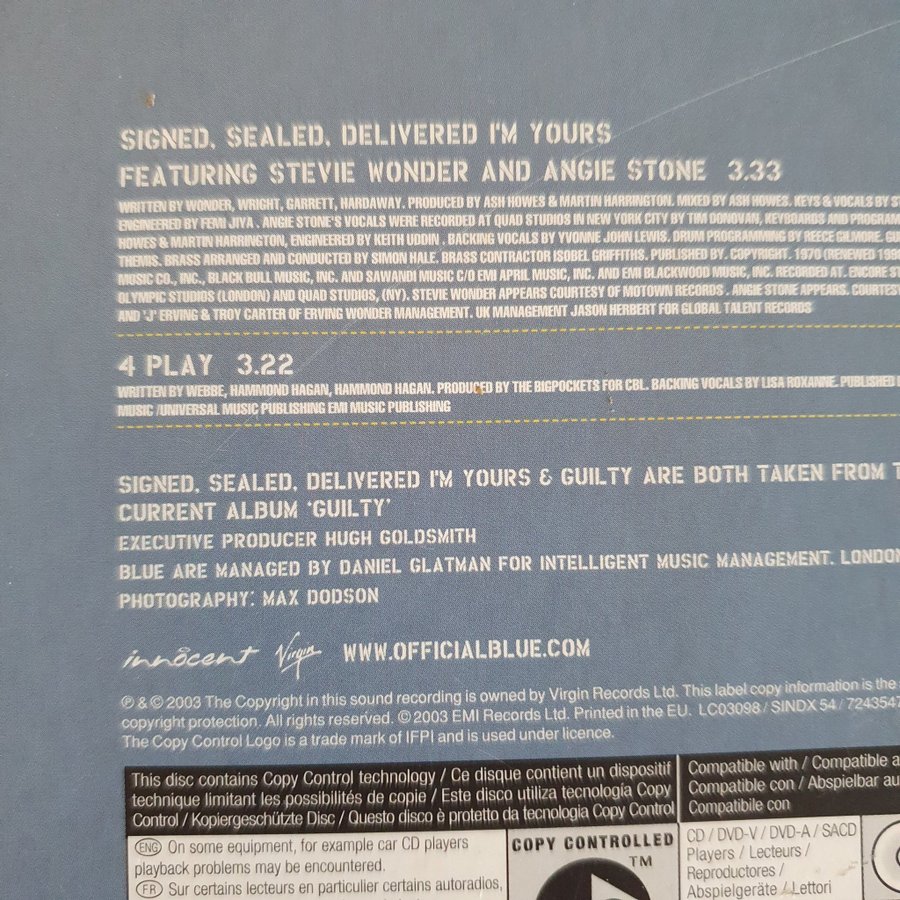 SIGNED, SEALED, DELIVERED I'M YOURS
FEATURING STEVIE WONDER AND ANGIE STONE 3.33
WRITTEN BY WONDER, WRIGHT, GARRETT, HARDAWAY. PRODUCED BY ASH HOWES & MARTIN HARRINGTON. MIXED BY ASH HOWES. KEYS & VOCALS BY
ENGINEERED BY FEMI JIYA . ANGIE STONE'S VOCALS WERE RECORDED AT QUAD STUDIOS IN NEW YORK CITY BY TIM DONOVAN, KEYBOARDS AND
HOWES & MARTIN HARRINGTON, ENGINEERED BY KEITH UDDIN . BACKING VOCALS BY YVONNE JOHN LEWIS, DRUM PROGRAMMING BY REECE GILMORE.
THEMIS. BRASS ARRANGED AND CONDUCTED BY SIMON HALE, BRASS CONTRACTOR ISOBEL GRIFFITHS. PUBLISHED BY. COPYRIGHT. 1970 (RENEWED
MUSIC CO., INC., BLACK BULL MUSIC, INC. AND SAWANDI MUSIC C/O EMI APRIL MUSIC, INC. AND EMI BLACKWOOD MUSIC, INC. RECORDED AT.
OLYMPIC STUDIOS (LONDON) AND QUAD STUDIOS, (NY). STEVIE WONDER APPEARS COURTESY OF MOTOWN RECORDS . ANGIE STONE APPEARS. COURTESY
AND 'J' ERVING & TROY CARTER OF ERVING WONDER MANAGEMENT. UK MANAGEMENT JASON HERBERT FOR GLOBAL TALENT RECORDS
4 PLAY 3.22
WRITTEN BY WEBBE, HAMMOND HAGAN, HAMMOND HAGAN. PRODUCED BY THE BIGPOCKETS FOR CBL. BACKING VOCALS BY LISA ROXANNE. PUBLISHED
MUSIC /UNIVERSAL MUSIC PUBLISHING EMI MUSIC PUBLISHING
SIGNED, SEALED, DELIVERED I'M YOURS & GUILTY ARE BOTH TAKEN FROM
CURRENT ALBUM 'GUILTY'
EXECUTIVE PRODUCER HUGH GOLDSMITH
BLUE ARE MANAGED BY DANIEL GLATMAN FOR INTELLIGENT MUSIC MANAGEMENT. LONDON
PHOTOGRAPHY: MAX DODSON
innocent Virgin WWW.OFFICIALBLUE.COM
℗ & © 2003 The Copyright in this sound recording is owned by Virgin Records Ltd. This label copy information is the
copyright protection. All rights reserved. © 2003 EMI Records Ltd. Printed in the EU. LC03098 / SINDX 54 / 7243547
The Copy Control Logo is a trade mark of IFPI and is used under licence.
This disc contains Copy Control technology / Ce disque contient un dispositif
technique limitant les possibilités de copie / Este disco utiliza tecnología Copy
Control / Kopiergeschützte Disc / Questo disco è protetto da tecnologia Copy Control
Compatible with / Compatible
Compatible con / Abspielbar
Compatibile con
ENG On some equipment, for example car CD players
playback problems may be encountered.
FR Sur certains lecteurs en particulier certains autoradios,
COPY CONTROLLED
TM
CD / DVD-V / DVD-A / SACD
Players / Lecteurs /
Reproductores /
Abspielgeräte / Lettori